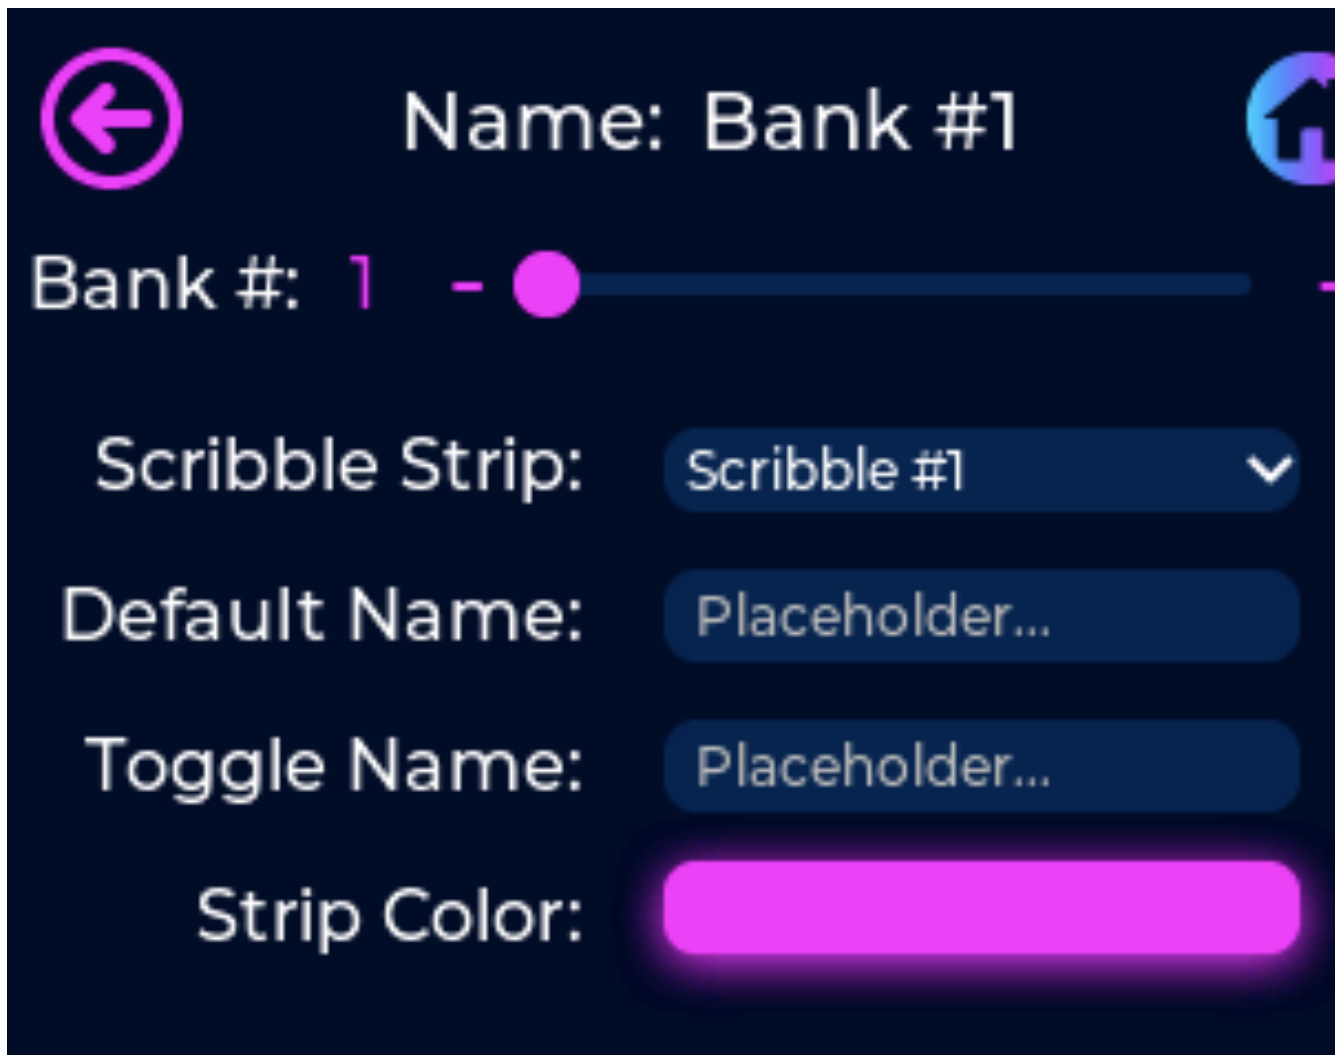 Name: Bank #1
Bank #: 1 -
Scribble Strip: Scribble #1
Default Name: Placeholder...
Toggle Name: Placeholder...
Strip Color: